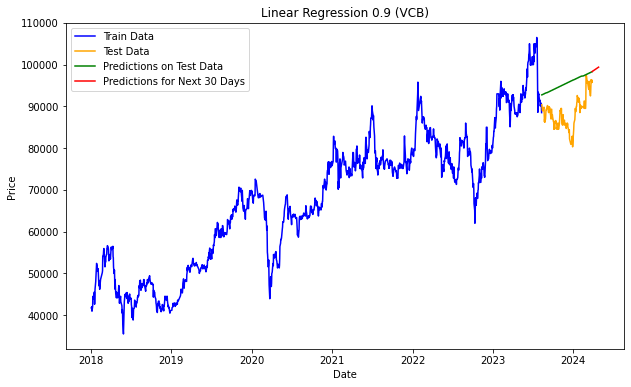 Linear Regression 0.9 (VCB)
Train Data
Test Data
Predictions on Test Data
Predictions for Next 30 Days
110000
100000
90000
80000
70000
60000
50000
40000
Price
2018 2019 2020 2021 2022 2023 2024
Date